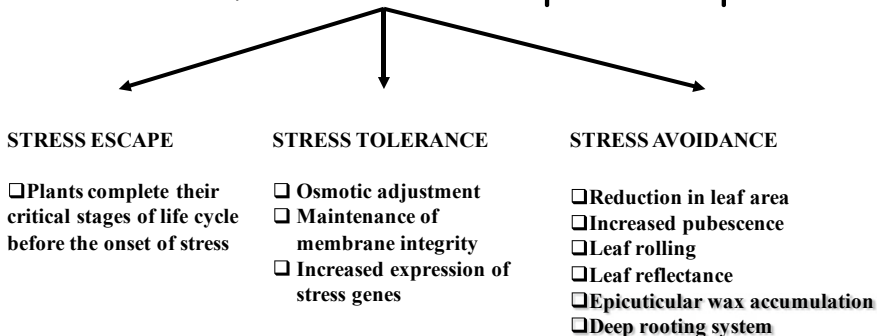 STRESS ESCAPE
❑Plants complete their
critical stages of life cycle
before the onset of stress
STRESS TOLERANCE
❑ Osmotic adjustment
❑ Maintenance of
membrane integrity
❑ Increased expression of
stress genes
STRESS AVOIDANCE
❑Reduction in leaf area
❑Increased pubescence
❑Leaf rolling
❑Leaf reflectance
❑Epicuticular wax accumulation
❑Deep rooting system